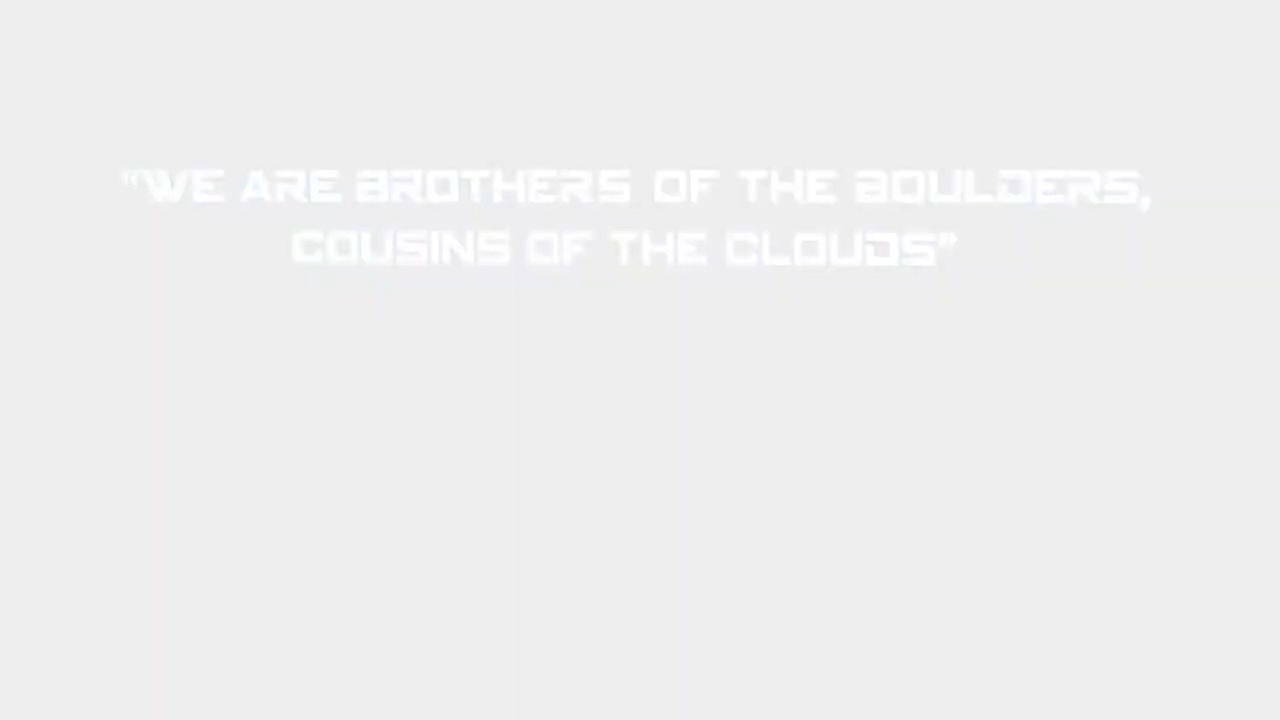 "WE ARE BROTHERS OF THE BOULDERS,
COUSINS OF THE CLOUDS"